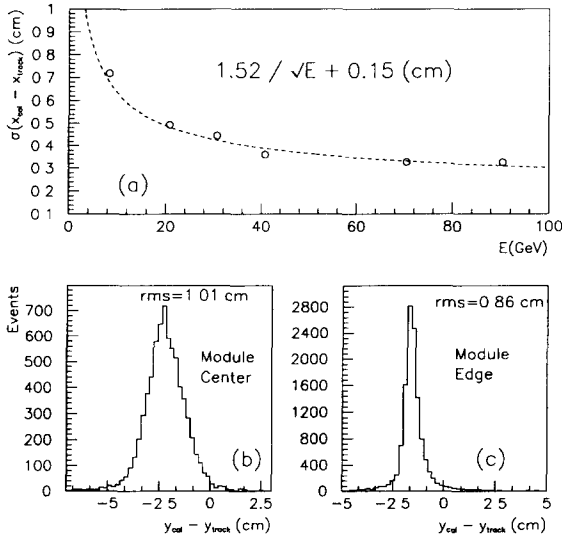 σ(x_cal − x_track) (cm)
1
0 9
0 8
0 7
0 6
0 5
0 4
0 3
0 2
0 1
1.52 / √E + 0.15 (cm)
(a)
0 20 40 60 80 100
E(GeV)
Events
rms=1 01 cm
700
600
500
400
300
200
100
0
Module
Center
(b)
−5 −2 5 0 2.5
y_cal − y_track (cm)
rms=0 86 cm
2800
2400
2000
1600
1200
800
400
0
Module
Edge
(c)
−5 −2 5 0 2 5
y_cal − y_track (cm)